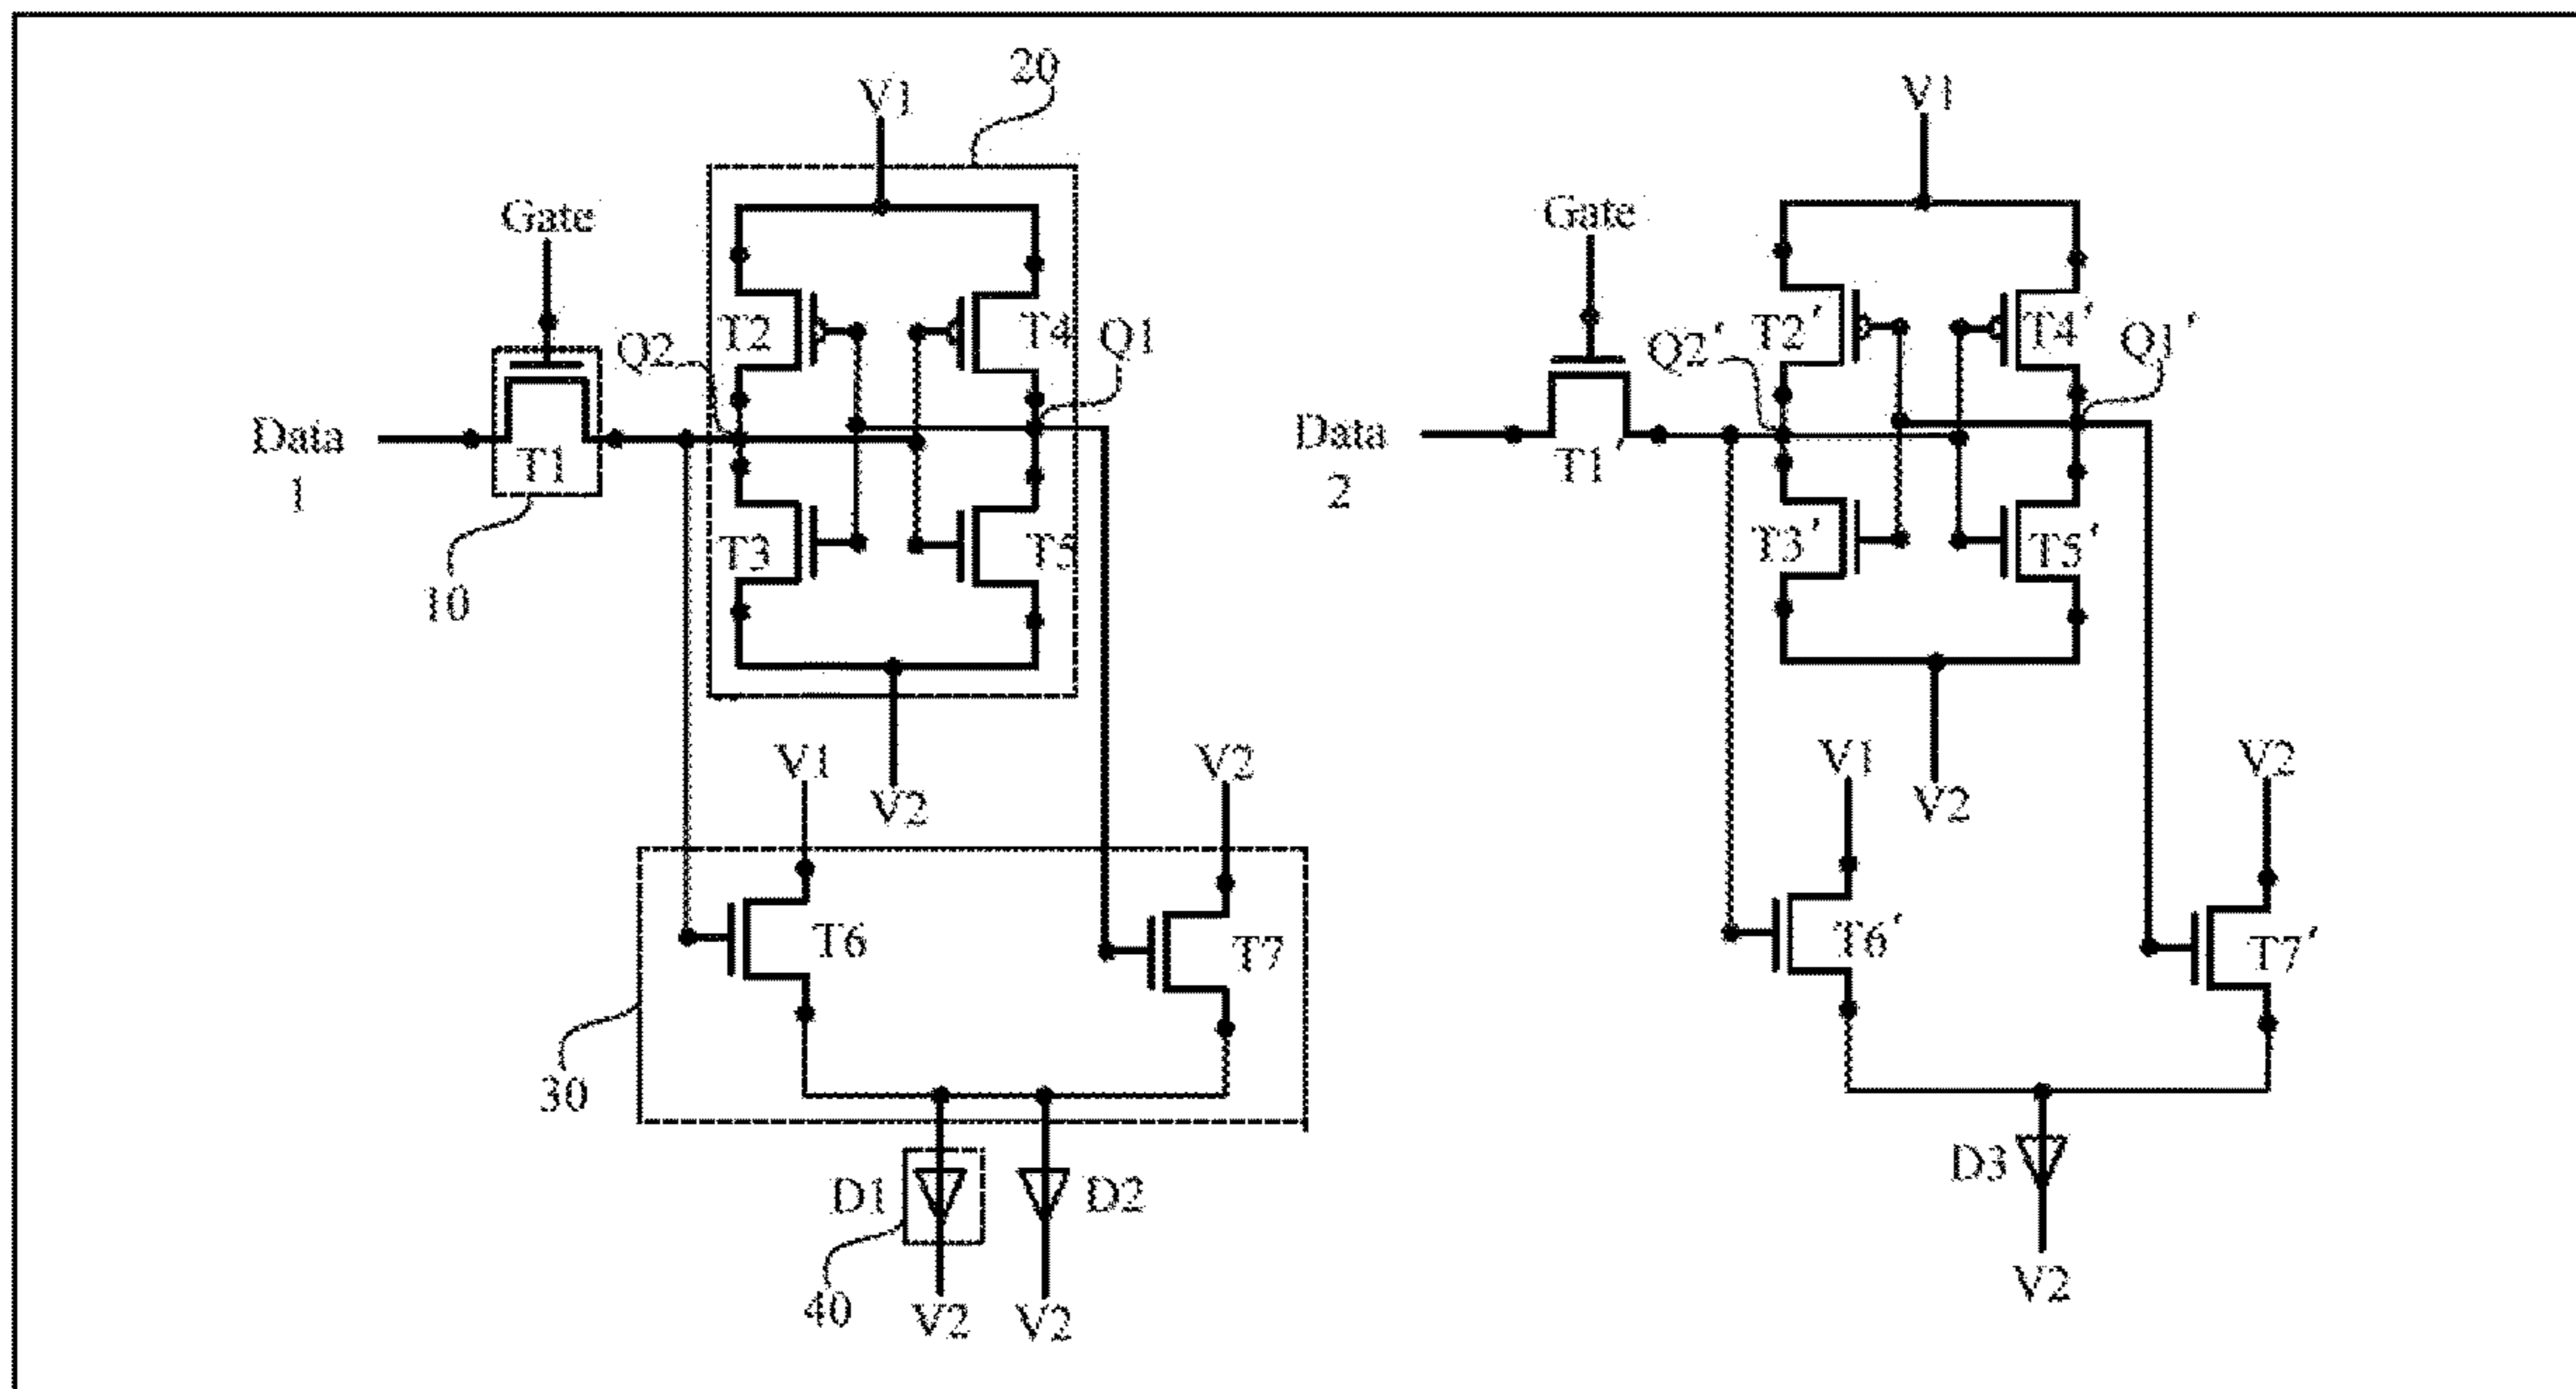 20
V1
Gate
T2
T4
Q2
Q1
Data
1
T1
T3
T5
10
V2
V1
V2
T6
T7
30
D1
D2
40
V2
V2
V1
Gate
T2′
T4′
Q2′
Q1′
Data
2
T1′
T3′
T5′
V2
V1
V2
T6′
T7′
D3
V2